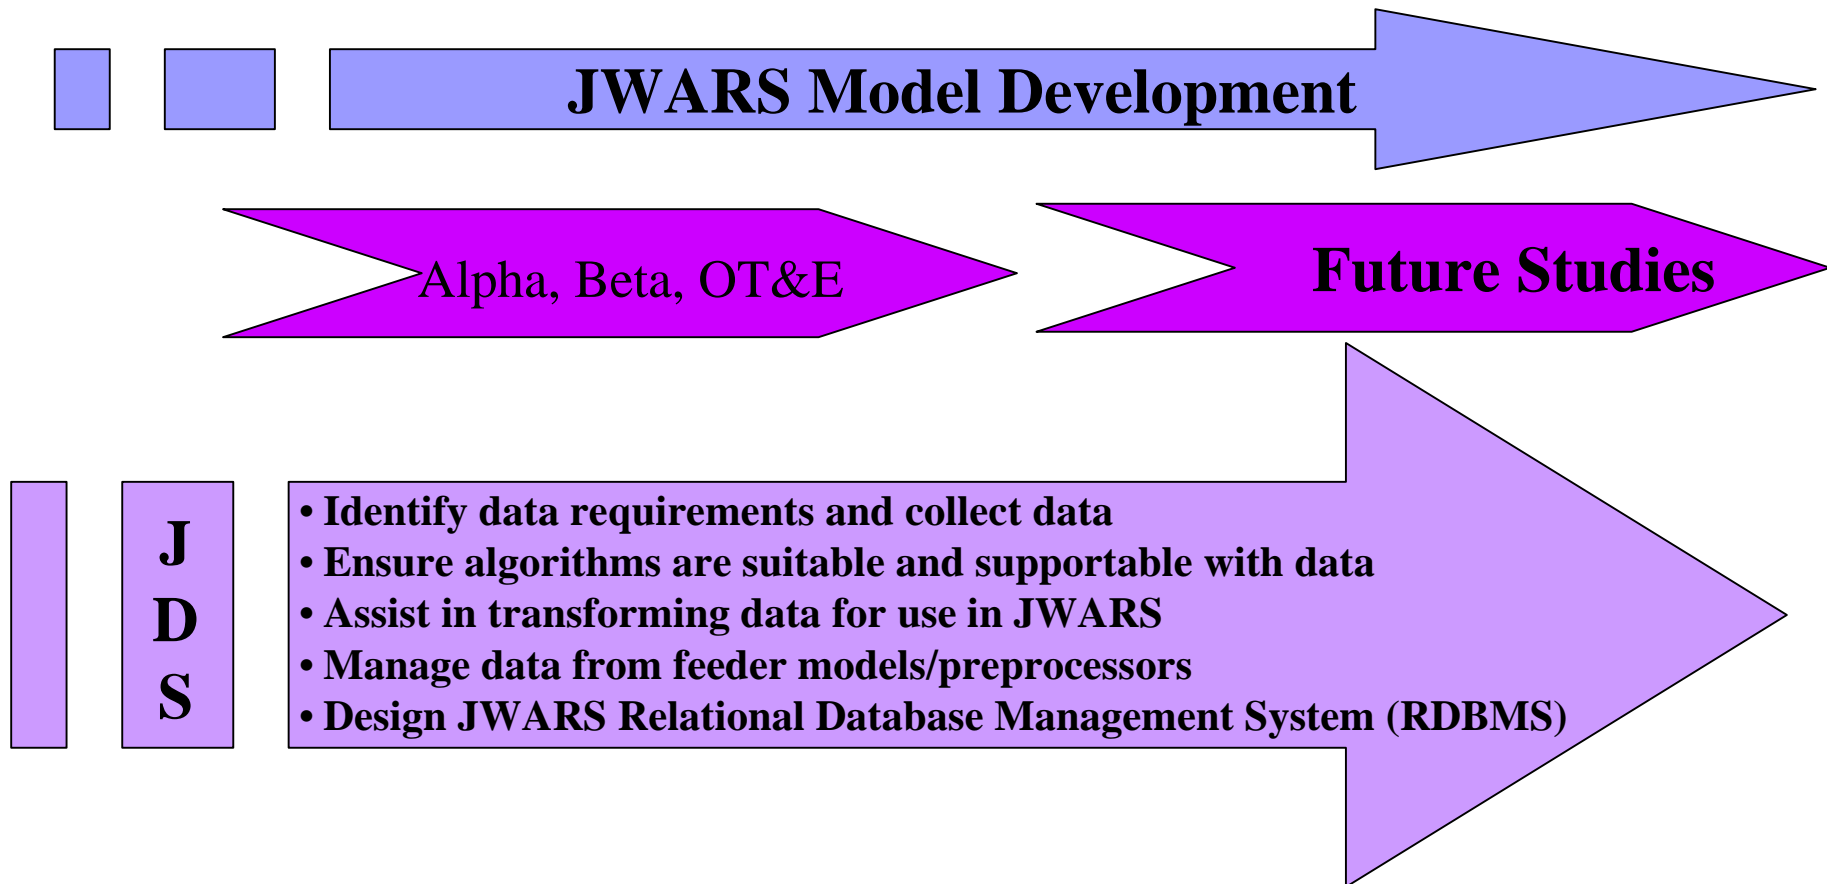 JWARS Model Development
Alpha, Beta, OT&E
Future Studies
J
D
S
• Identify data requirements and collect data
• Ensure algorithms are suitable and supportable with data
• Assist in transforming data for use in JWARS
• Manage data from feeder models/preprocessors
• Design JWARS Relational Database Management System (RDBMS)